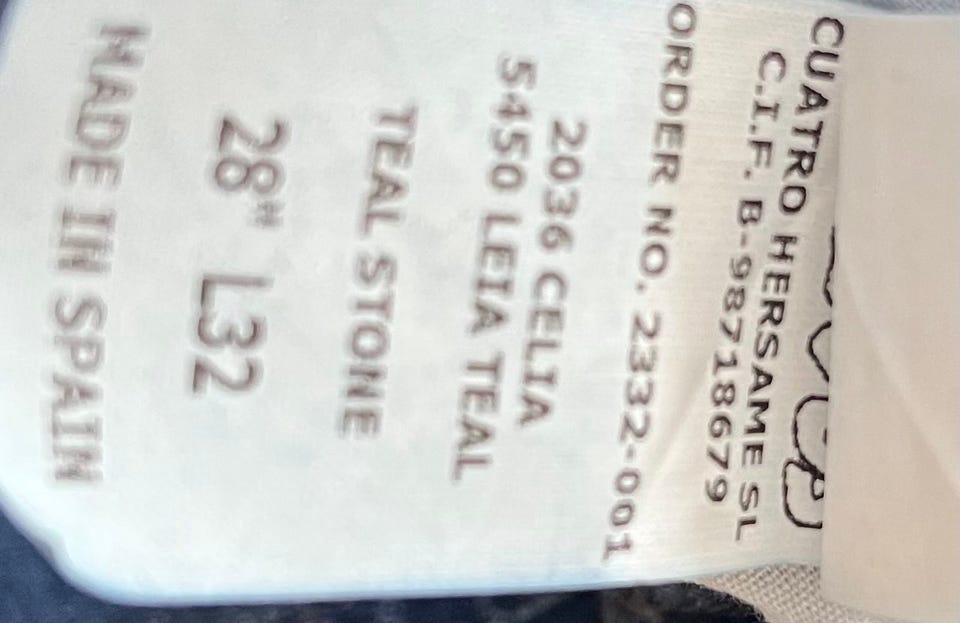 CUATRO HERSAME SL
C.I.F. B-98718679
ORDER NO. 2332-001
2036 CELIA
5450 LEIA TEAL
TEAL STONE
28" L32
MADE IN SPAIN